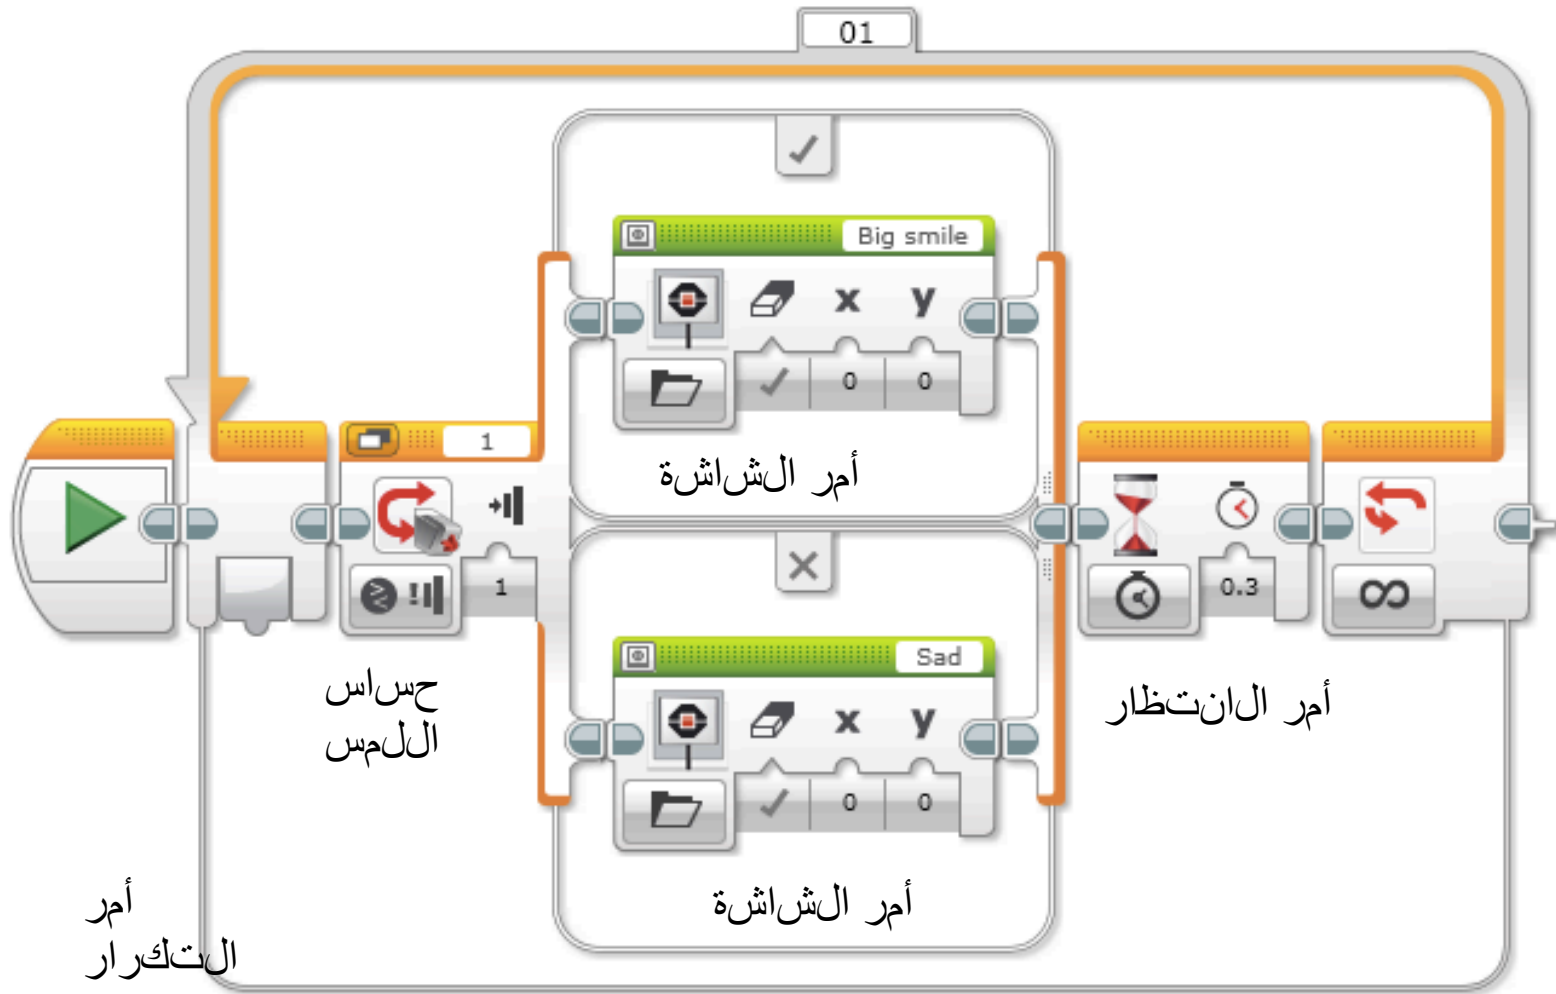 01
Big smile
x y
0 0
1
أمر الشاشة
1
0.3
Sad
حساس
اللمس
أمر الانتظار
x y
0 0
أمر الشاشة
أمر
التكرار